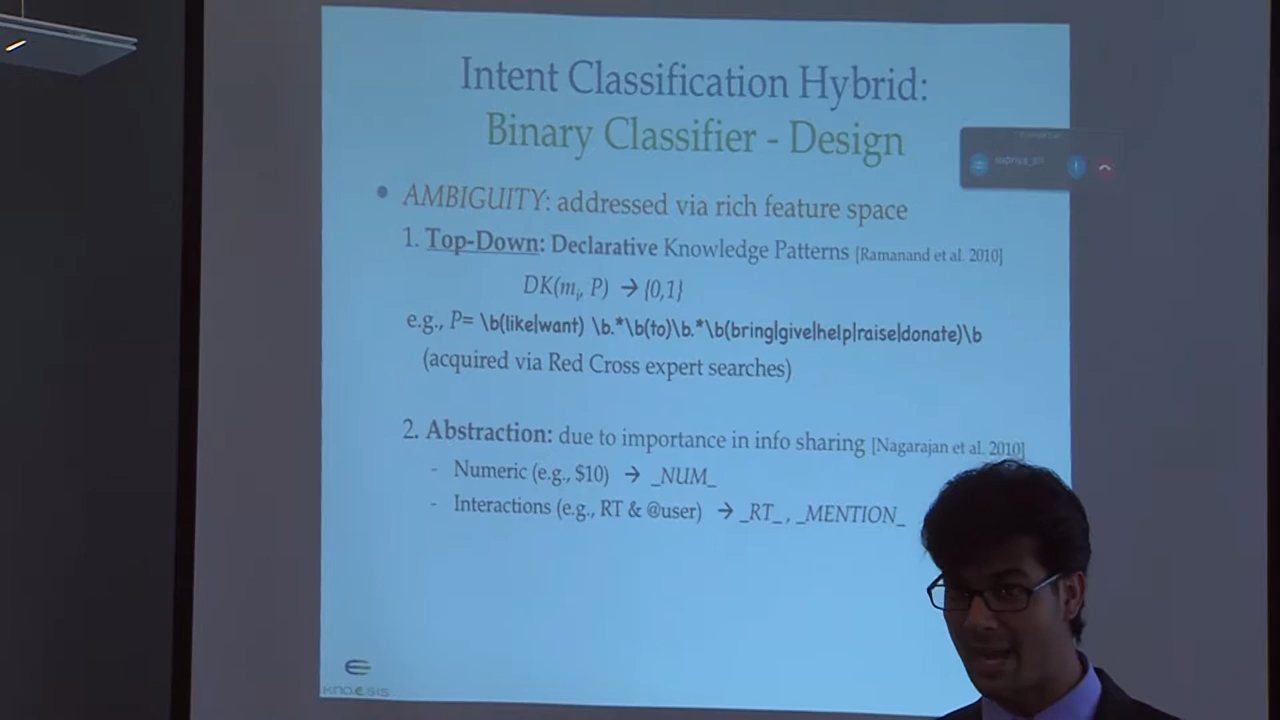 Intent Classification Hybrid:
Binary Classifier - Design
• AMBIGUITY: addressed via rich feature space
1. Top-Down: Declarative Knowledge Patterns [Ramanand et al. 2010]
DK(mᵢ, P) → {0,1}
e.g., P= \b(like|want) \b.*\b(to)\b.*\b(bring|give|help|raise|donate)\b
(acquired via Red Cross expert searches)
2. Abstraction: due to importance in info sharing [Nagarajan et al. 2010]
- Numeric (e.g., $10) → _NUM_
- Interactions (e.g., RT & @user) → _RT_ , _MENTION_
kno.e.sis